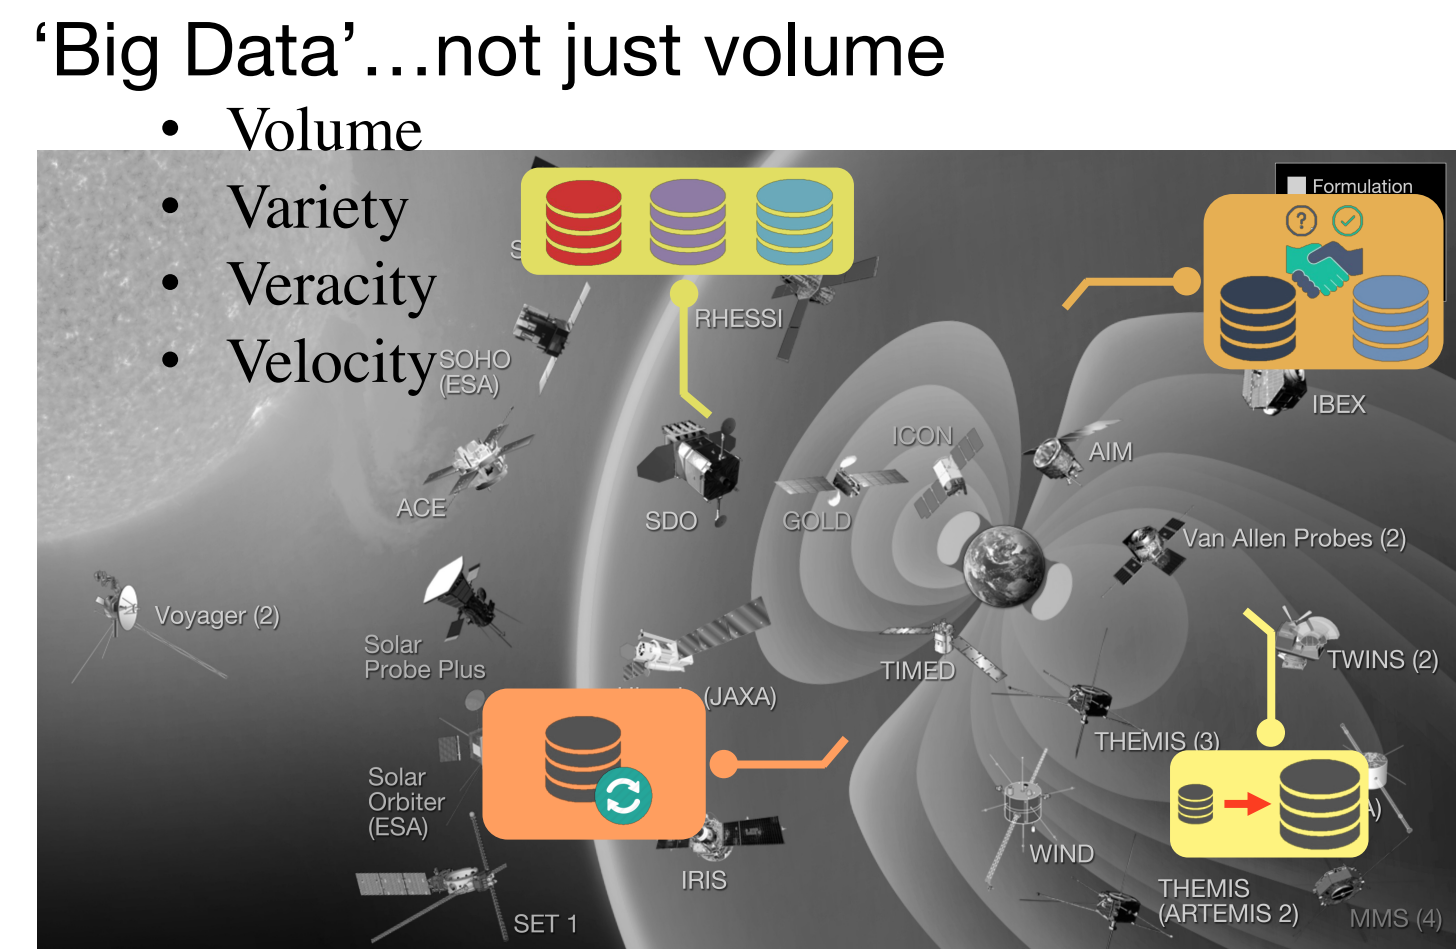 ‘Big Data’...not just volume
• Volume
• Variety
• Veracity
• Velocity
Formulation
S
RHESSI
SOHO
(ESA)
IBEX
ICON
AIM
ACE
SDO
GOLD
Van Allen Probes (2)
Voyager (2)
Solar
Probe Plus
TIMED
TWINS (2)
(JAXA)
THEMIS (3)
Solar
Orbiter
(ESA)
A)
WIND
IRIS
THEMIS
(ARTEMIS 2)
MMS (4)
SET 1